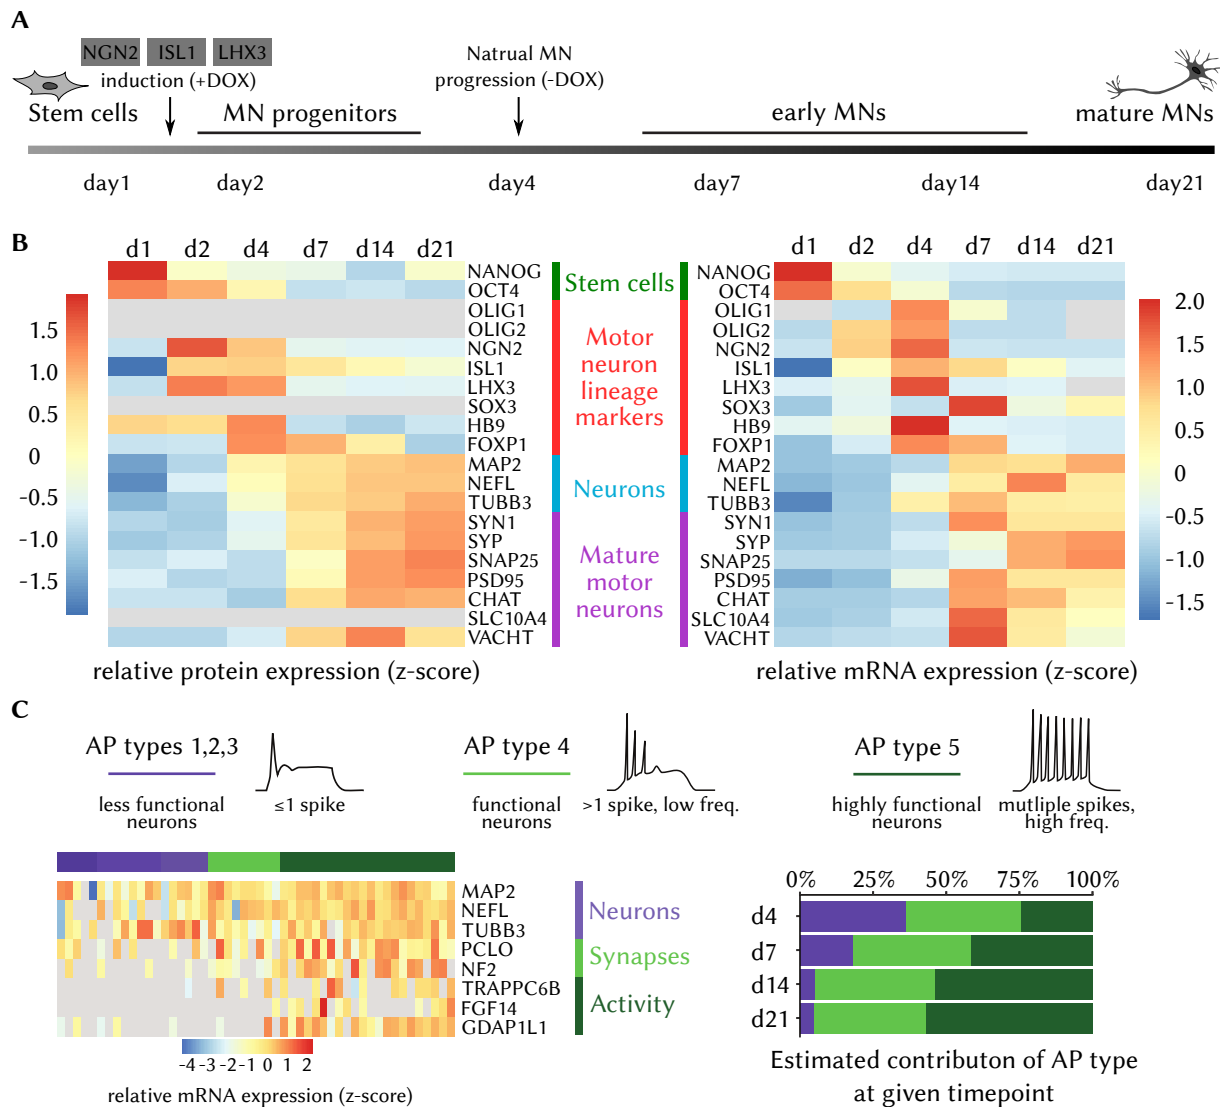 A
NGN2 ISL1 LHX3
induction (+DOX)
Natrual MN
progression (-DOX)
Stem cells
MN progenitors
early MNs
mature MNs
day1 day2 day4 day7 day14 day21
B
d1 d2 d4 d7 d14 d21
1.5
1.0
0.5
0
-0.5
-1.0
-1.5
NANOG
OCT4
OLIG1
OLIG2
NGN2
ISL1
LHX3
SOX3
HB9
FOXP1
MAP2
NEFL
TUBB3
SYN1
SYP
SNAP25
PSD95
CHAT
SLC10A4
VACHT
relative protein expression (z-score)
Stem cells
Motor
neuron
lineage
markers
Neurons
Mature
motor
neurons
d1 d2 d4 d7 d14 d21
NANOG
OCT4
OLIG1
OLIG2
NGN2
ISL1
LHX3
SOX3
HB9
FOXP1
MAP2
NEFL
TUBB3
SYN1
SYP
SNAP25
PSD95
CHAT
SLC10A4
VACHT
2.0
1.5
1.0
0.5
0
-0.5
-1.0
-1.5
relative mRNA expression (z-score)
C
AP types 1,2,3
less functional
neurons
≤1 spike
AP type 4
functional
neurons
>1 spike, low freq.
AP type 5
highly functional
neurons
mutliple spikes,
high freq.
MAP2
NEFL
TUBB3
PCLO
NF2
TRAPPC6B
FGF14
GDAP1L1
Neurons
Synapses
Activity
-4 -3 -2 -1 0 1 2
relative mRNA expression (z-score)
0% 25% 50% 75% 100%
d4
d7
d14
d21
Estimated contributon of AP type
at given timepoint